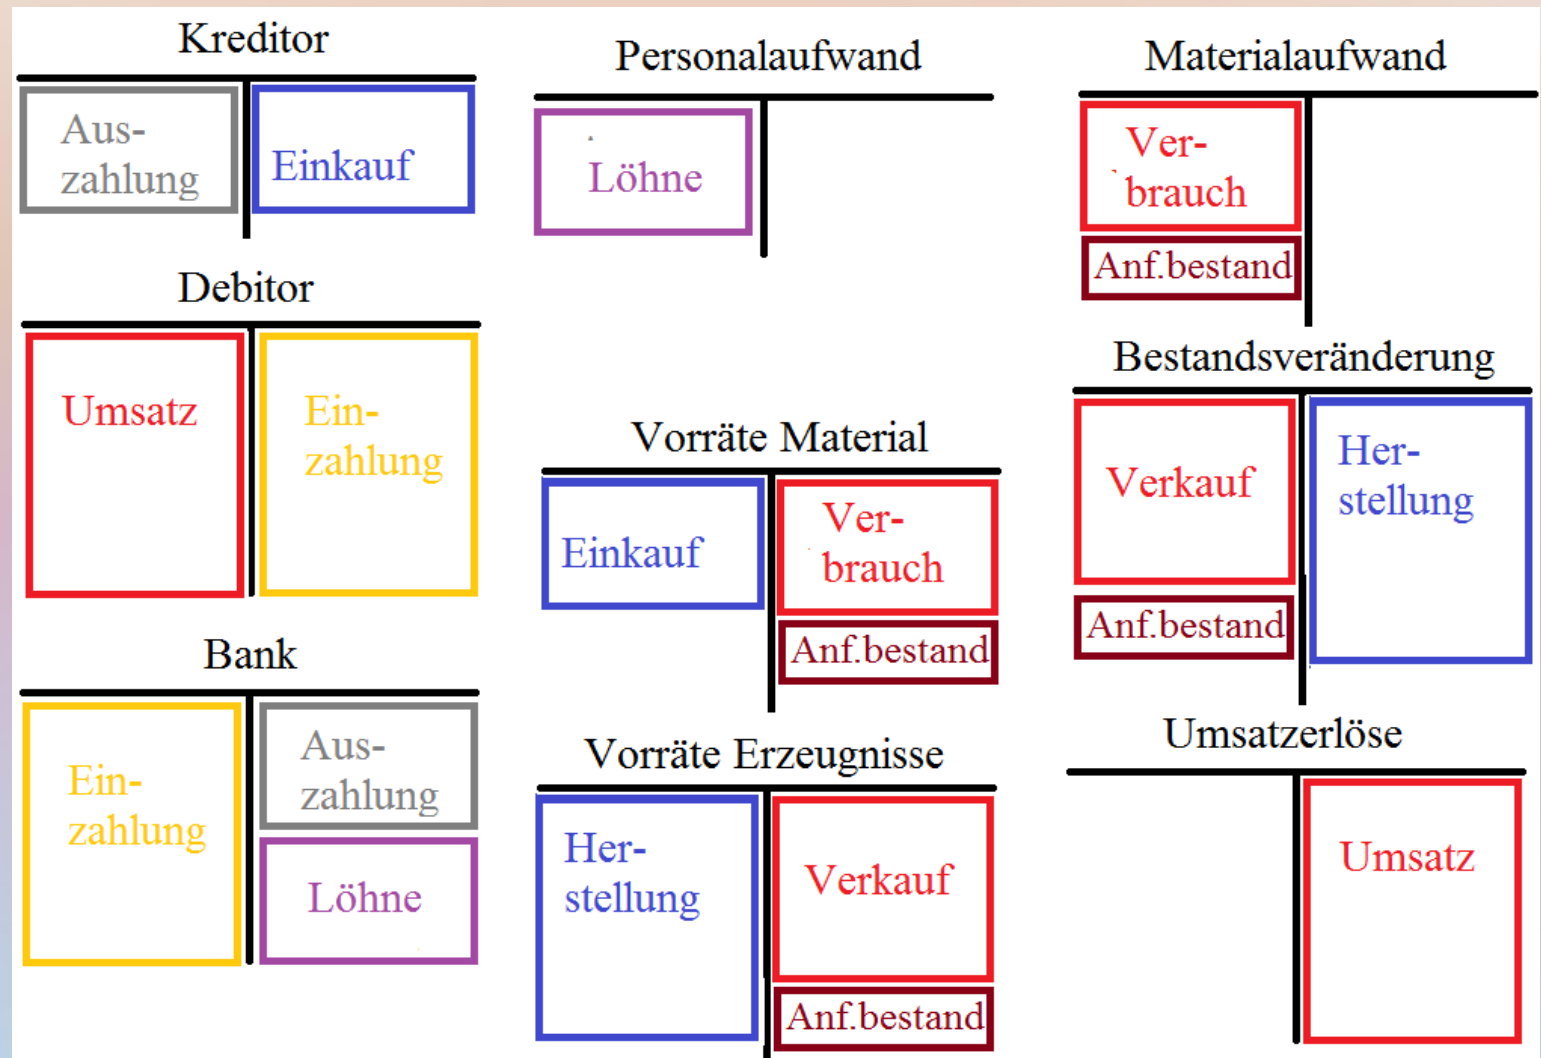 Kreditor
Aus-
zahlung
Einkauf
Debitor
Umsatz
Ein-
zahlung
Bank
Ein-
zahlung
Aus-
zahlung
Löhne
Personalaufwand
Löhne
Vorräte Material
Einkauf
Ver-
brauch
Anf.bestand
Vorräte Erzeugnisse
Her-
stellung
Verkauf
Anf.bestand
Materialaufwand
Ver-
brauch
Anf.bestand
Bestandsveränderung
Verkauf
Anf.bestand
Her-
stellung
Umsatzerlöse
Umsatz